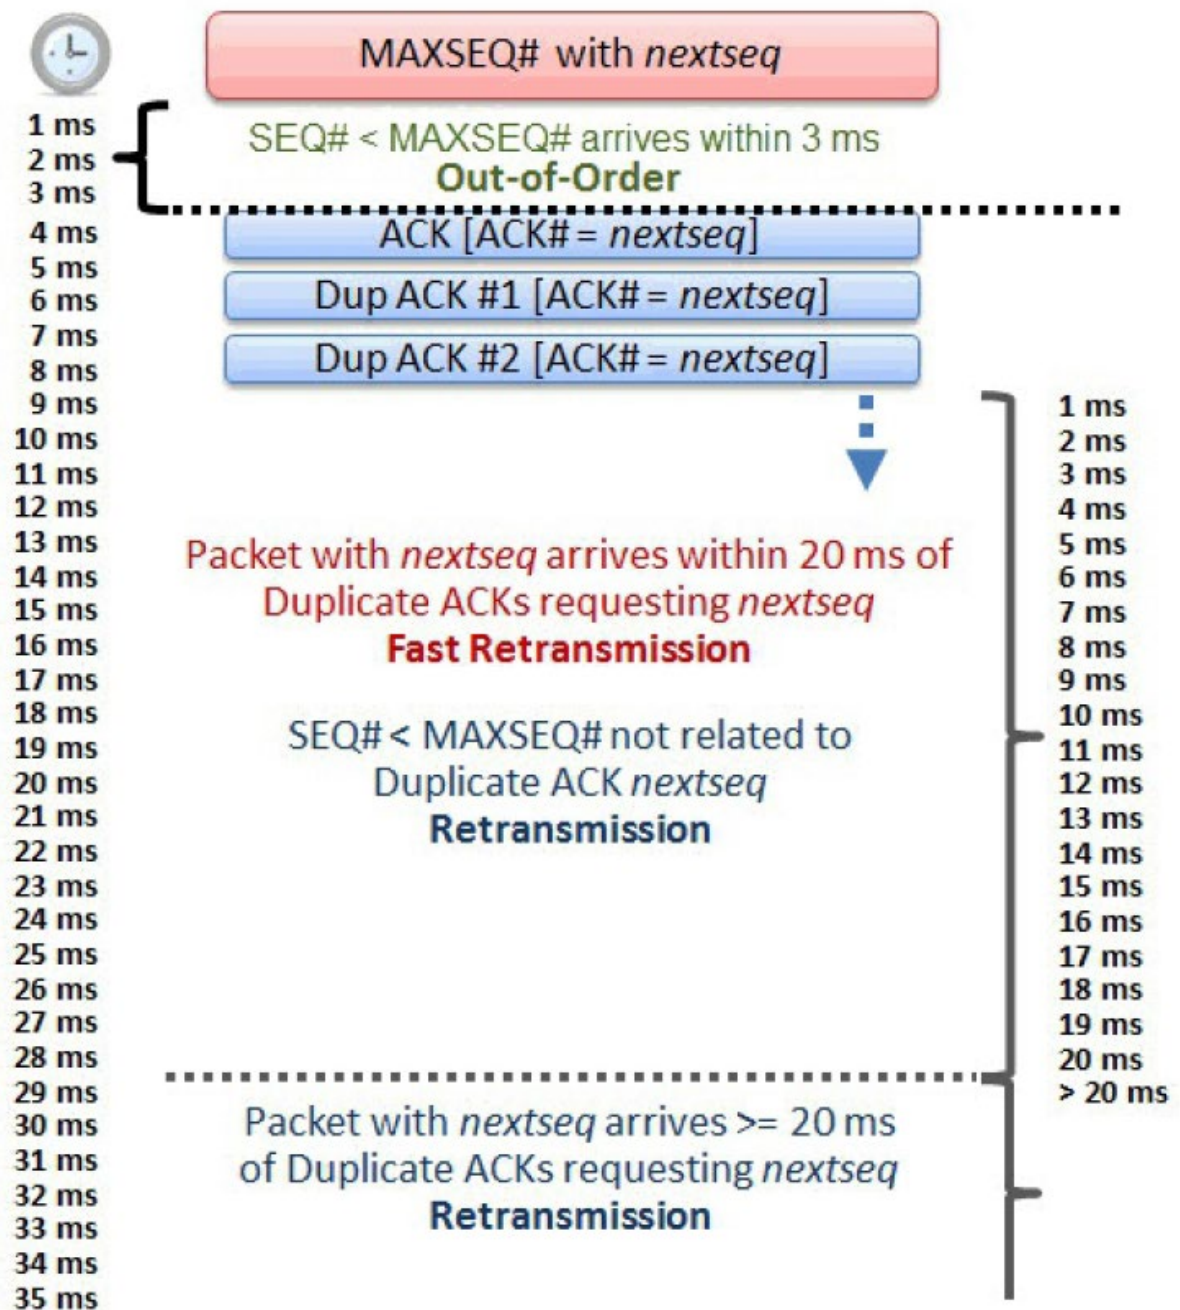 MAXSEQ# with nextseq
1 ms
2 ms
3 ms
SEQ# < MAXSEQ# arrives within 3 ms
Out-of-Order
4 ms
5 ms
6 ms
7 ms
8 ms
ACK [ACK# = nextseq]
Dup ACK #1 [ACK# = nextseq]
Dup ACK #2 [ACK# = nextseq]
9 ms
10 ms
11 ms
12 ms
13 ms
14 ms
15 ms
16 ms
17 ms
18 ms
19 ms
20 ms
21 ms
22 ms
23 ms
24 ms
25 ms
26 ms
27 ms
28 ms
29 ms
30 ms
31 ms
32 ms
33 ms
34 ms
35 ms
Packet with nextseq arrives within 20 ms of
Duplicate ACKs requesting nextseq
Fast Retransmission
SEQ# < MAXSEQ# not related to
Duplicate ACK nextseq
Retransmission
Packet with nextseq arrives >= 20 ms
of Duplicate ACKs requesting nextseq
Retransmission
1 ms
2 ms
3 ms
4 ms
5 ms
6 ms
7 ms
8 ms
9 ms
10 ms
11 ms
12 ms
13 ms
14 ms
15 ms
16 ms
17 ms
18 ms
19 ms
20 ms
> 20 ms